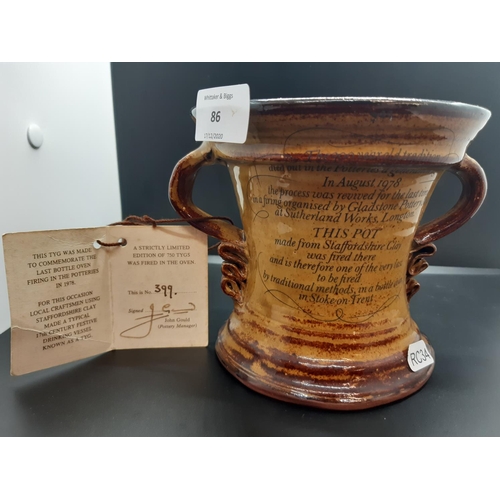 THIS TYG WAS MADE
TO COMMEMORATE THE
LAST BOTTLE OVEN
FIRING IN THE POTTERIES
IN 1978.
FOR THIS OCCASION
LOCAL CRAFTSMEN USING
STAFFORDSHIRE CLAY
MADE A TYPICAL
17th CENTURY FESTIVE
DRINKING VESSEL
KNOWN AS A TYG.
A STRICTLY LIMITED
EDITION OF 750 TYGS
WAS FIRED IN THE OVEN.
This is No. 399.
Signed
John Gould
(Pottery Manager)
& Biggs
86
In August 1978
the process was revived for the last time
in a firing organised by Gladstone Pottery
at Sutherland Works, Longton.
THIS POT
made from Staffordshire Clay
was fired there
and is therefore one of the very last
to be fired
by traditional methods, in a bottle oven
in Stoke on Trent.
RC34